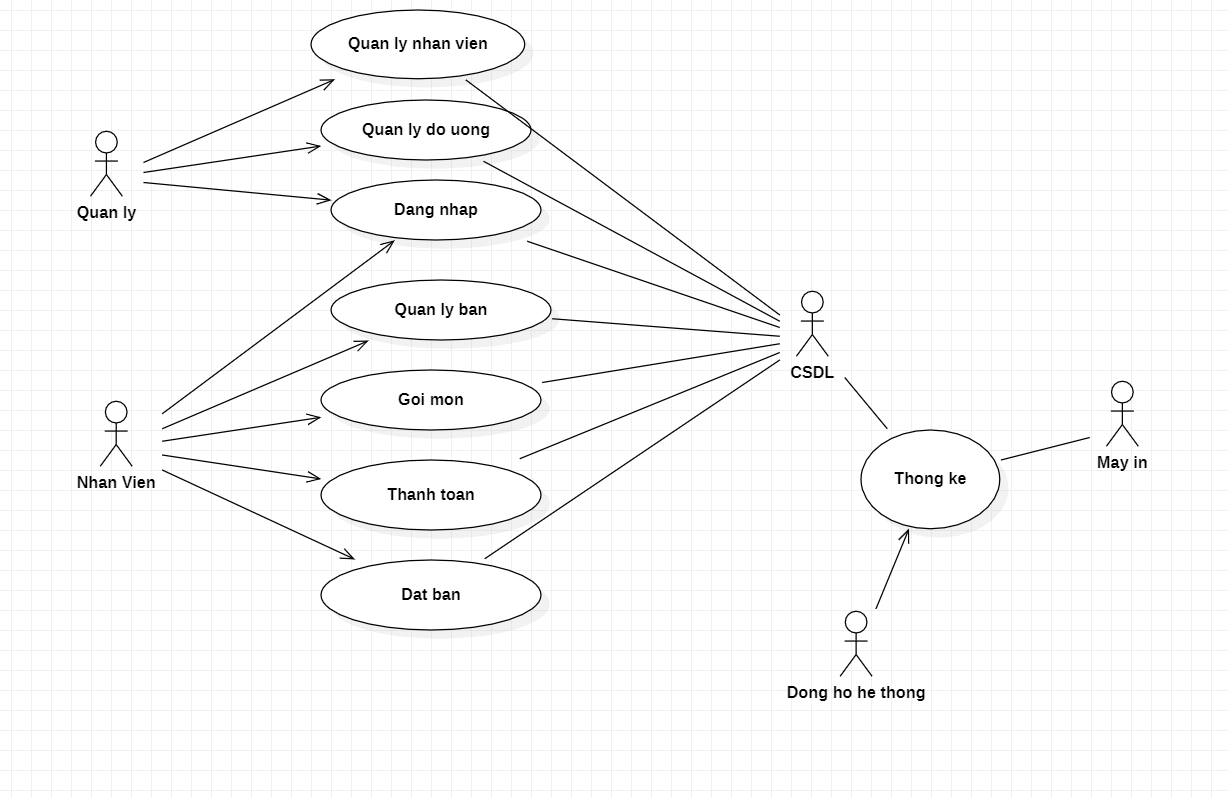 Quan ly nhan vien
Quan ly do uong
Quan ly
Dang nhap
Quan ly ban
CSDL
Goi mon
May in
Nhan Vien
Thong ke
Thanh toan
Dat ban
Dong ho he thong